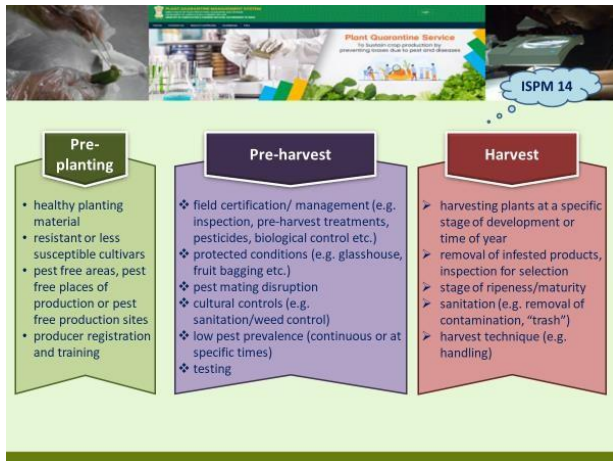 PLANT QUARANTINE MANAGEMENT SYSTEM
Plant Quarantine Service
To Sustain crop production by
preventing losses due to pest and diseases
ISPM 14
Pre-
planting
• healthy planting
material
• resistant or less
susceptible cultivars
• pest free areas, pest
free places of
production or pest
free production sites
• producer registration
and training
Pre-harvest
❖ field certification/ management (e.g.
inspection, pre-harvest treatments,
pesticides, biological control etc.)
❖ protected conditions (e.g. glasshouse,
fruit bagging etc.)
❖ pest mating disruption
❖ cultural controls (e.g.
sanitation/weed control)
❖ low pest prevalence (continuous or at
specific times)
❖ testing
Harvest
➢ harvesting plants at a specific
stage of development or
time of year
➢ removal of infested products,
inspection for selection
➢ stage of ripeness/maturity
➢ sanitation (e.g. removal of
contamination, “trash”)
➢ harvest technique (e.g.
handling)